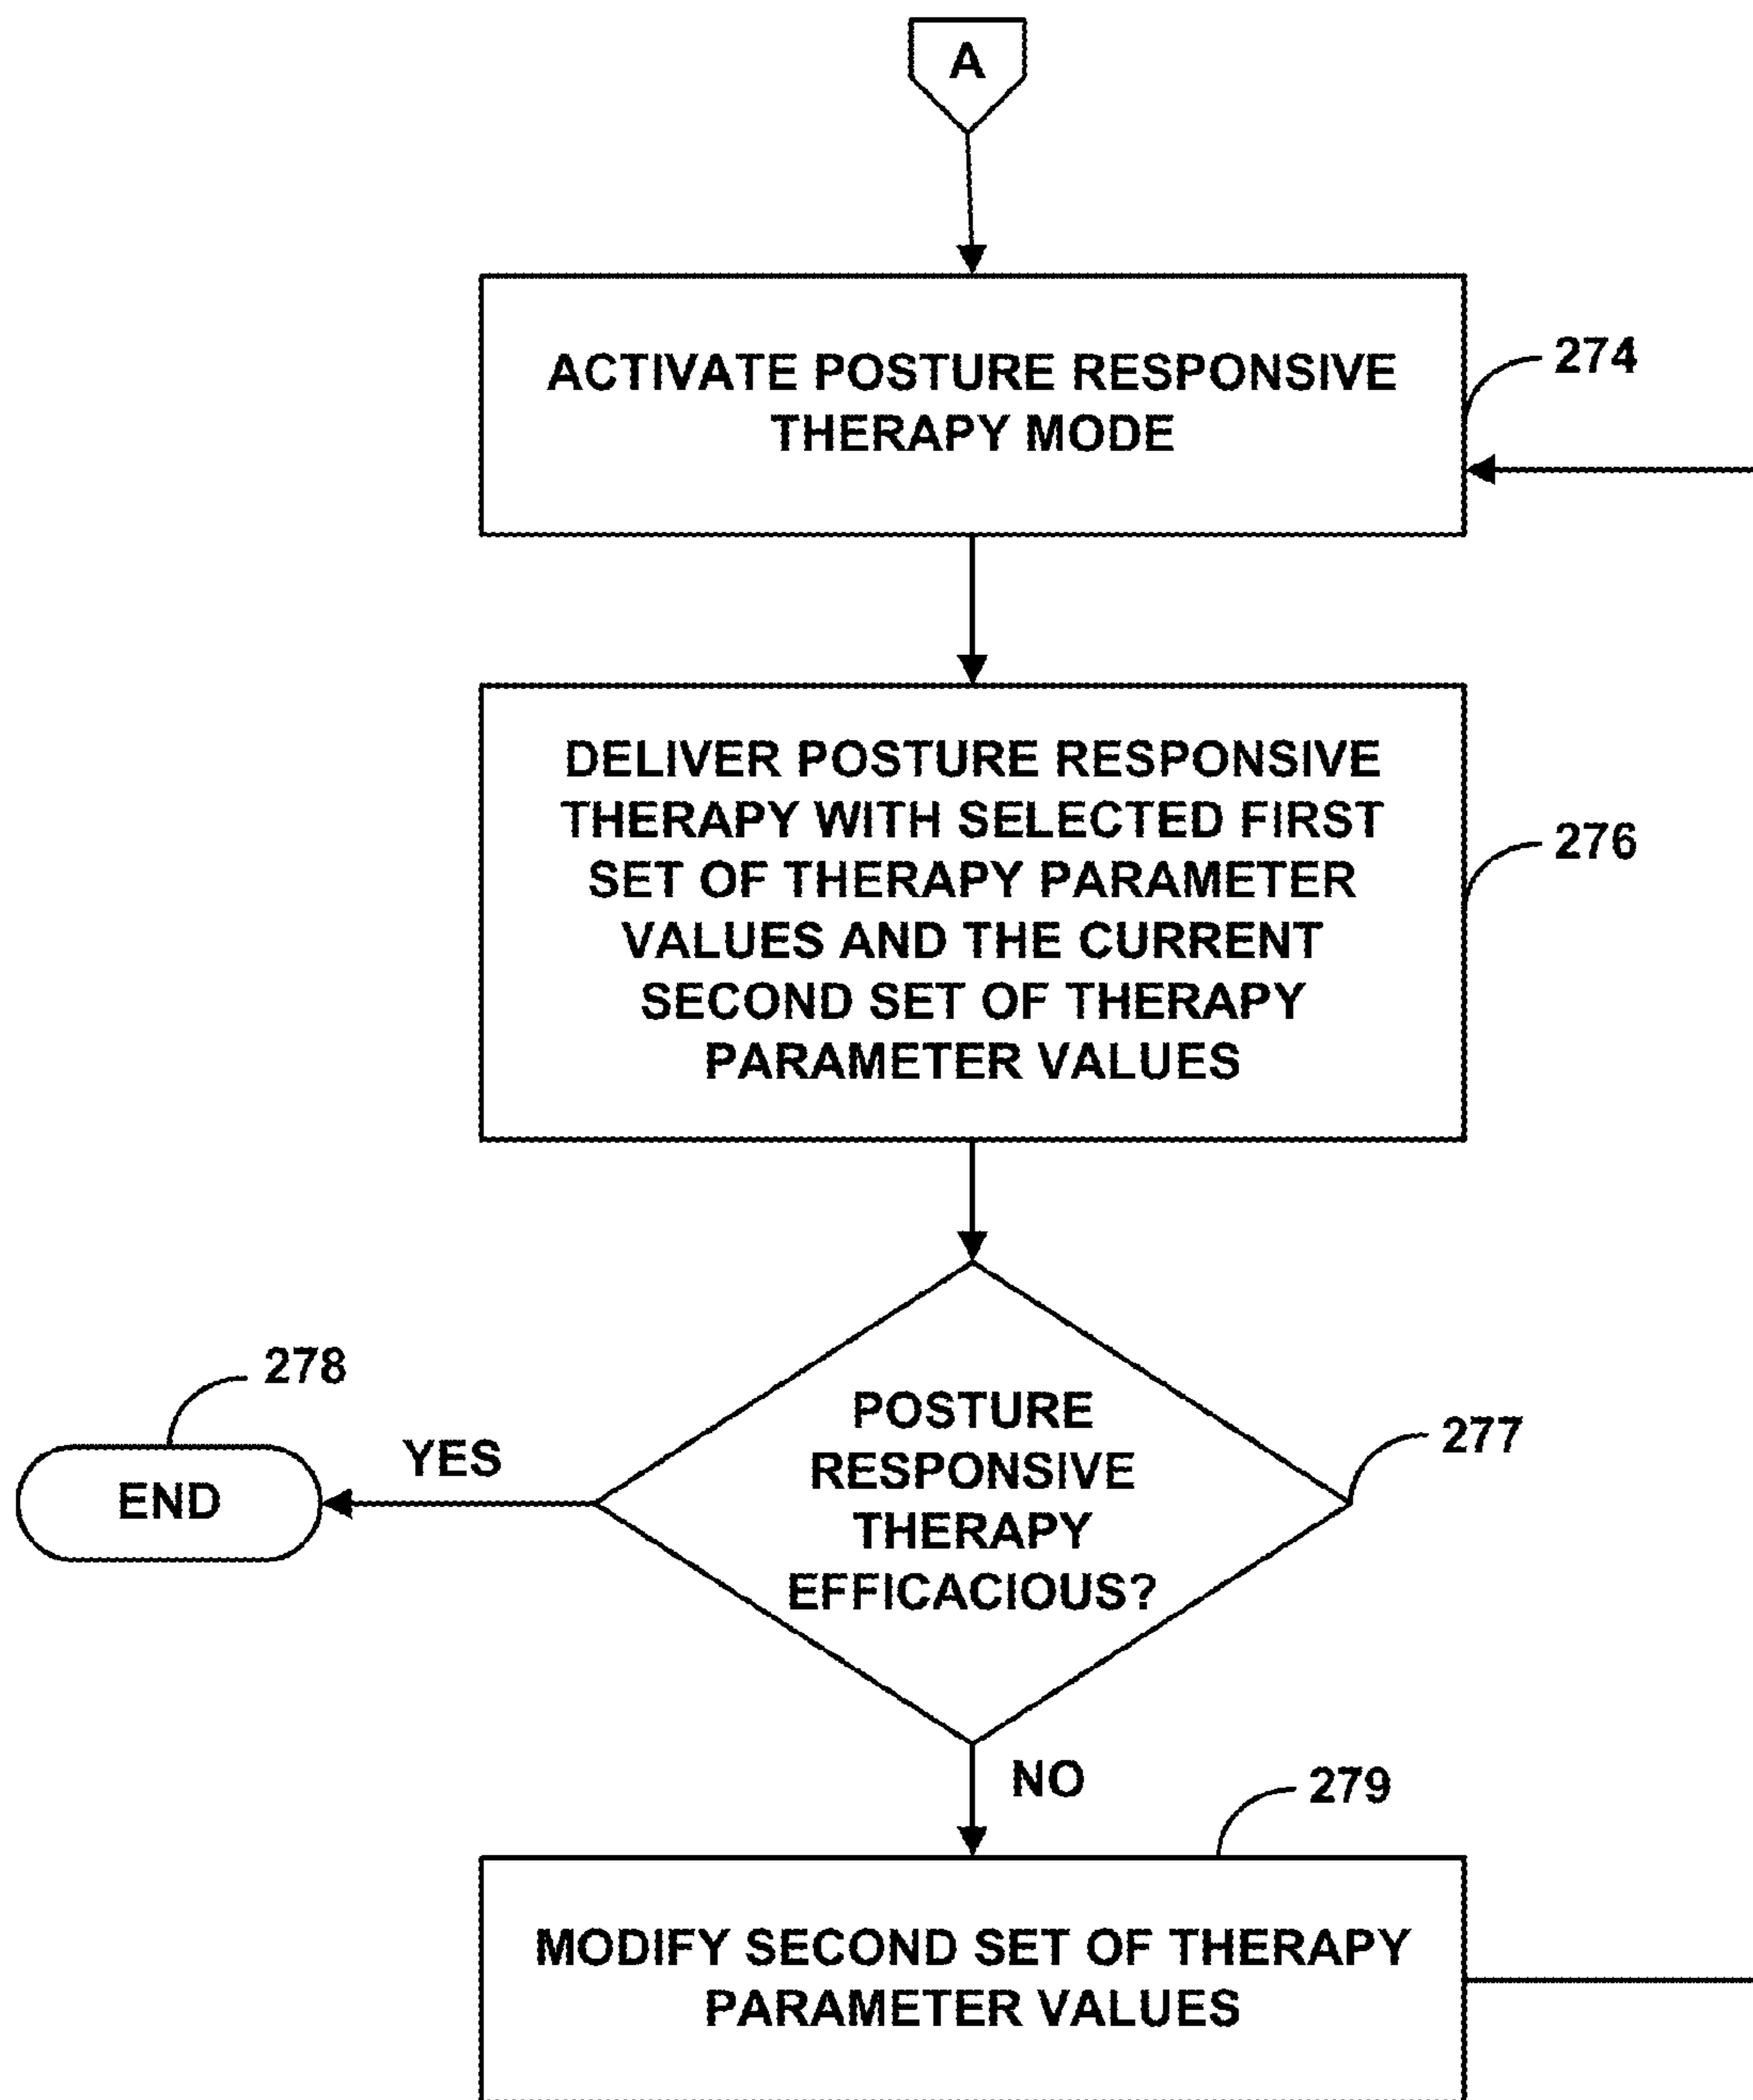 A
ACTIVATE POSTURE RESPONSIVE
THERAPY MODE
274
DELIVER POSTURE RESPONSIVE
THERAPY WITH SELECTED FIRST
SET OF THERAPY PARAMETER
VALUES AND THE CURRENT
SECOND SET OF THERAPY
PARAMETER VALUES
276
278
END
YES
POSTURE
RESPONSIVE
THERAPY
EFFICACIOUS?
277
NO
279
MODIFY SECOND SET OF THERAPY
PARAMETER VALUES